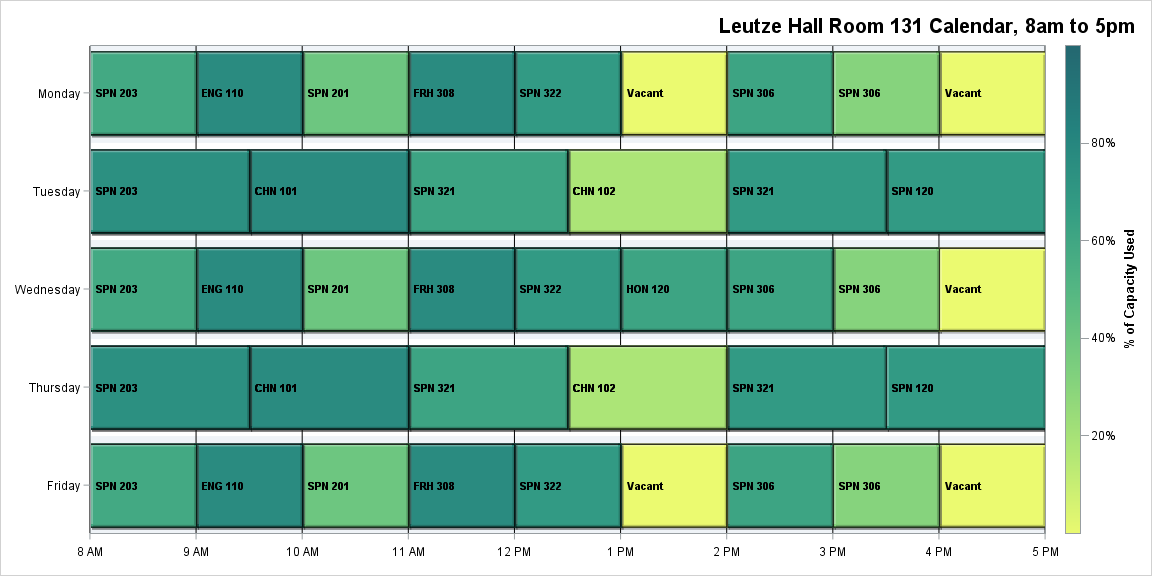 Leutze Hall Room 131 Calendar, 8am to 5pm
Monday
SPN 203
ENG 110
SPN 201
FRH 308
SPN 322
Vacant
SPN 306
SPN 306
Vacant
Tuesday
SPN 203
CHN 101
SPN 321
CHN 102
SPN 321
SPN 120
Wednesday
SPN 203
ENG 110
SPN 201
FRH 308
SPN 322
HON 120
SPN 306
SPN 306
Vacant
Thursday
SPN 203
CHN 101
SPN 321
CHN 102
SPN 321
SPN 120
Friday
SPN 203
ENG 110
SPN 201
FRH 308
SPN 322
Vacant
SPN 306
SPN 306
Vacant
8 AM
9 AM
10 AM
11 AM
12 PM
1 PM
2 PM
3 PM
4 PM
5 PM
80%
60%
40%
20%
% of Capacity Used